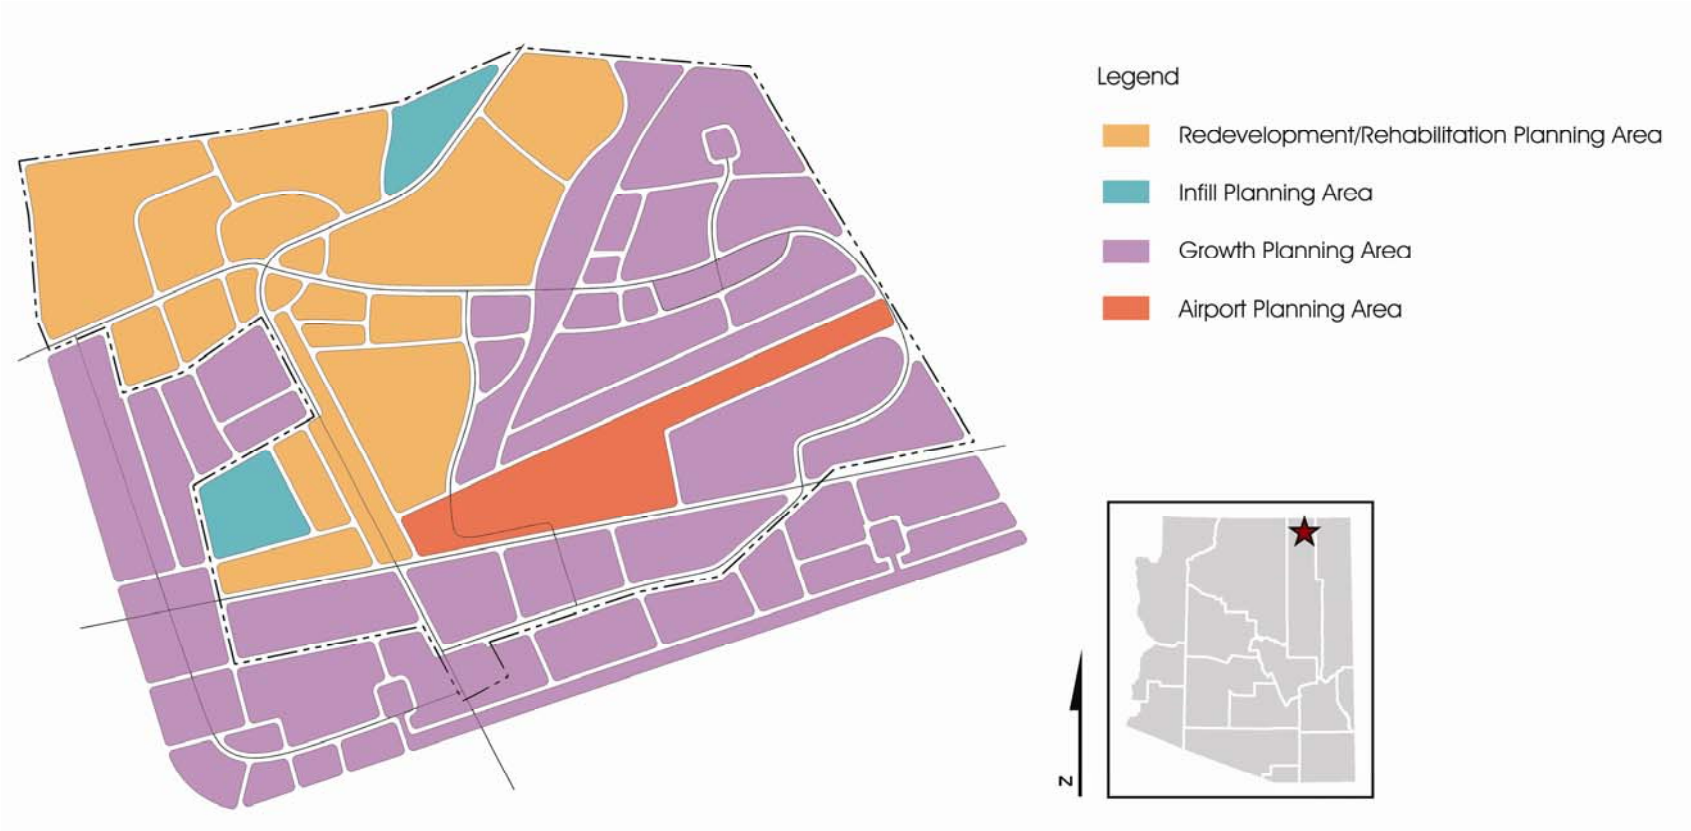 Legend
Redevelopment/Rehabilitation Planning Area
Infill Planning Area
Growth Planning Area
Airport Planning Area
N